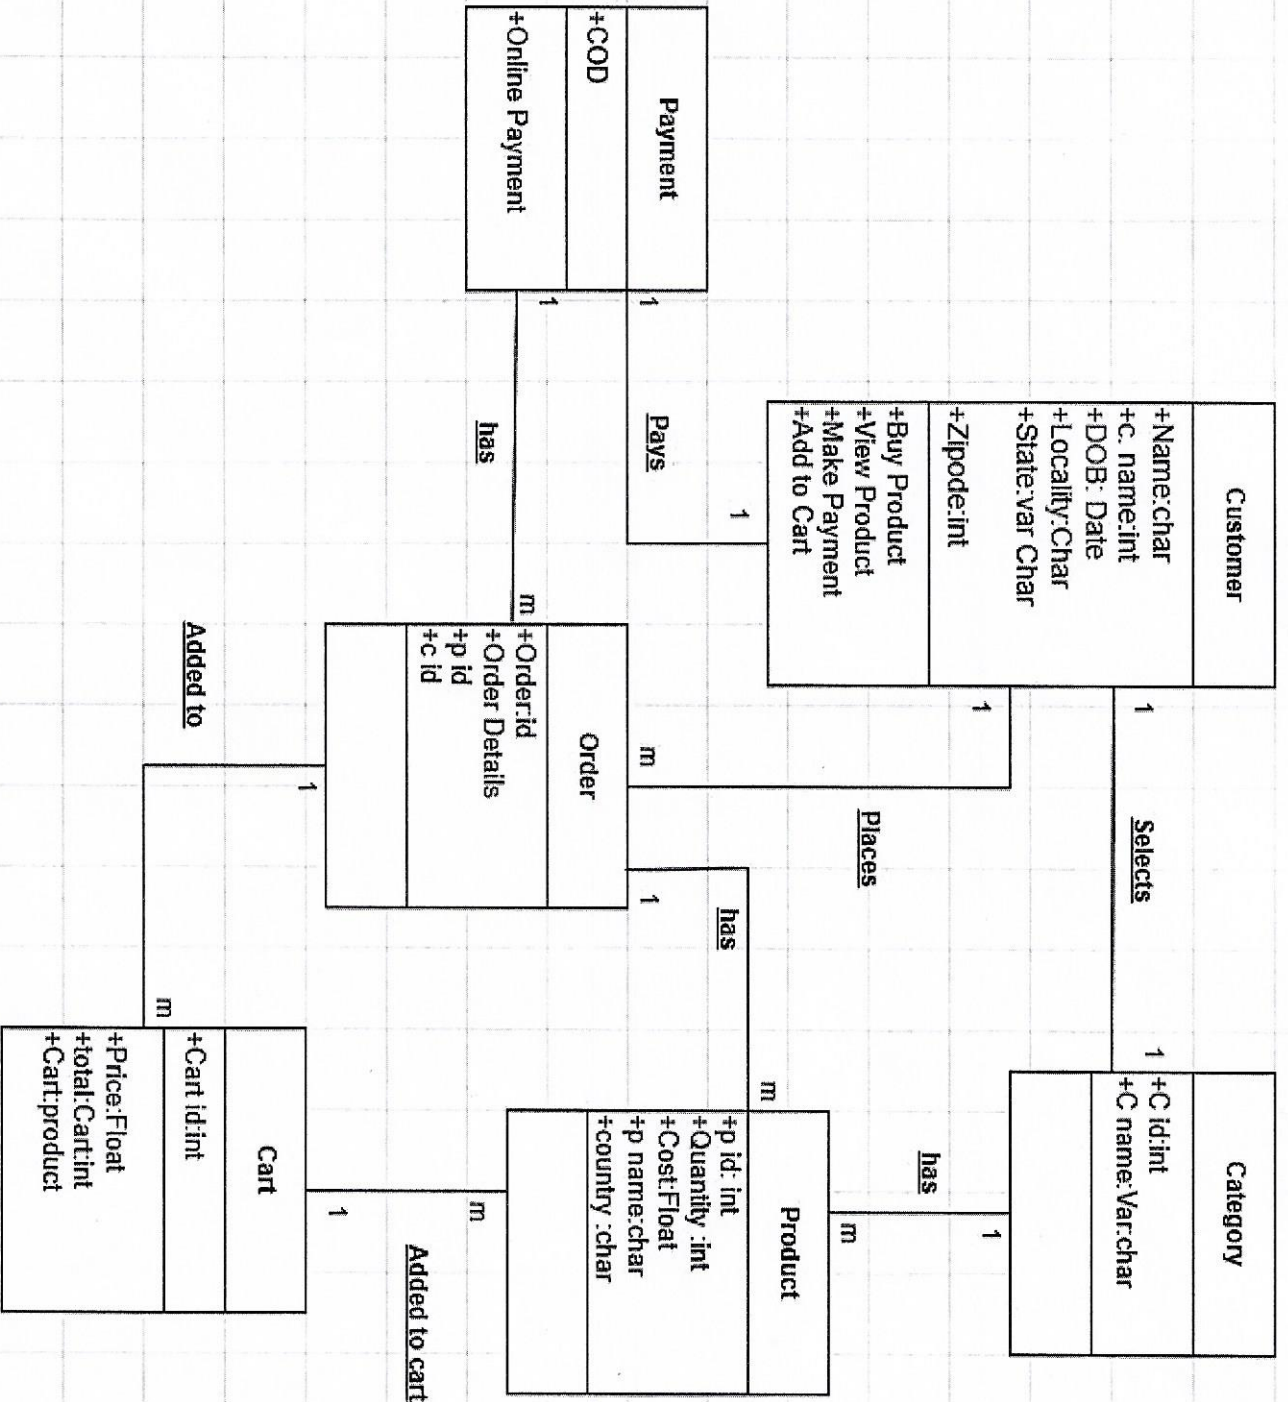 Customer
+Name:char
+c. name:int
+DOB: Date
+Locality:Char
+State:var Char
+Zipode:int
+Buy Product
+View Product
+Make Payment
+Add to Cart
1
Selects
1
Category
+C id:int
+C name:Var:char
1
has
m
1
Places
m
1
Pays
1
Payment
+COD
+Online Payment
1
has
m
Order
+Order:id
+Order Details
+p id
+c id
1
has
m
Product
+p id: int
+Quantity :int
+Cost:Float
+p name:char
+country :char
1
Added to
m
Cart
+Cart id:int
+Price:Float
+total:Cart:int
+Cart:product
m
Added to cart
1